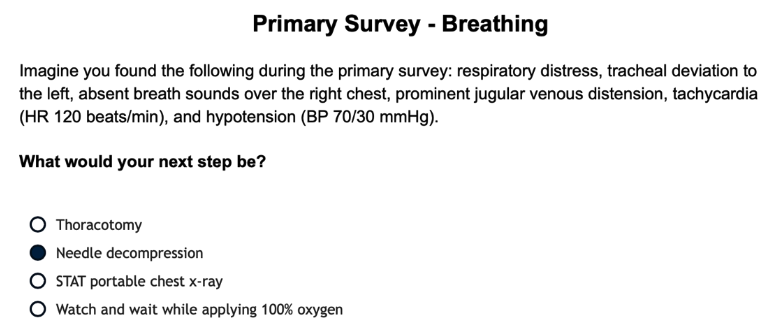 Primary Survey - Breathing
Imagine you found the following during the primary survey: respiratory distress, tracheal deviation to
the left, absent breath sounds over the right chest, prominent jugular venous distension, tachycardia
(HR 120 beats/min), and hypotension (BP 70/30 mmHg).
What would your next step be?
Thoracotomy
Needle decompression
STAT portable chest x-ray
Watch and wait while applying 100% oxygen